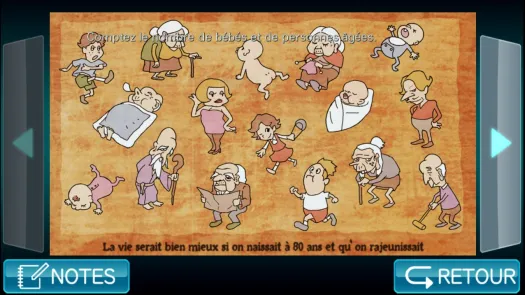 Comptez le nombre de bébés et de personnes âgées.
La vie serait bien mieux si on naissait à 80 ans et qu'on rajeunissait
NOTES
RETOUR